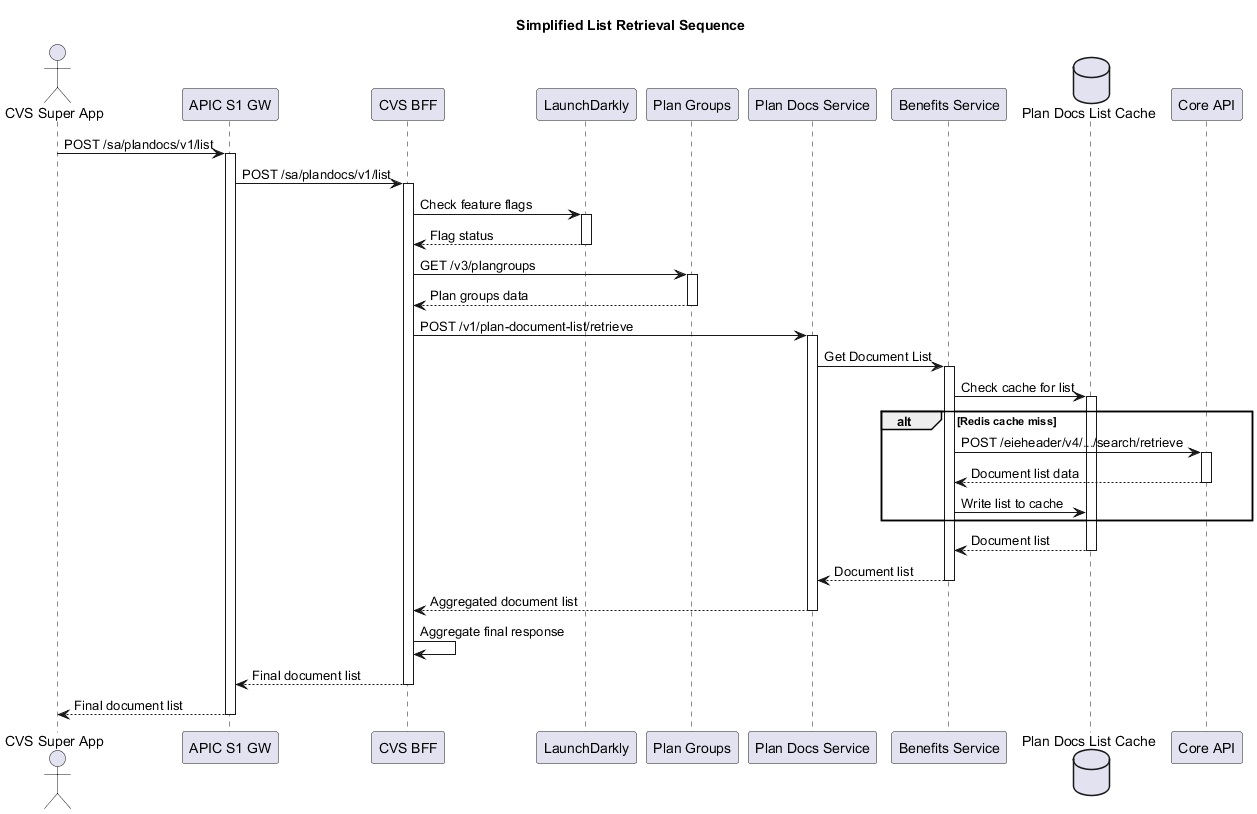 Simplified List Retrieval Sequence
CVS Super App
APIC S1 GW
CVS BFF
LaunchDarkly
Plan Groups
Plan Docs Service
Benefits Service
Plan Docs List Cache
Core API
POST /sa/plandocs/v1/list
POST /sa/plandocs/v1/list
Check feature flags
Flag status
GET /v3/plangroups
Plan groups data
POST /v1/plan-document-list/retrieve
Get Document List
Check cache for list
alt
[Redis cache miss]
POST /eieheader/v4/.../search/retrieve
Document list data
Write list to cache
Document list
Document list
Aggregated document list
Aggregate final response
Final document list
Final document list
CVS Super App
APIC S1 GW
CVS BFF
LaunchDarkly
Plan Groups
Plan Docs Service
Benefits Service
Plan Docs List Cache
Core API